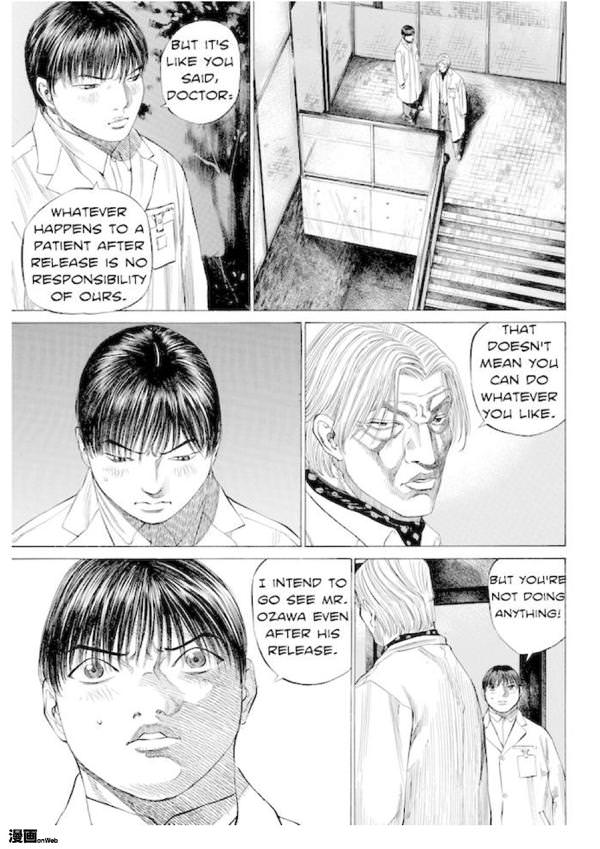 BUT IT'S
LIKE YOU
SAID,
DOCTOR:
WHATEVER
HAPPENS TO A
PATIENT AFTER
RELEASE IS NO
RESPONSIBILITY
OF OURS.
THAT
DOESN'T
MEAN YOU
CAN DO
WHATEVER
YOU LIKE.
BUT YOU'RE
NOT DOING
ANYTHING!
I INTEND TO
GO SEE MR.
OZAWA EVEN
AFTER HIS
RELEASE.
漫画onWeb